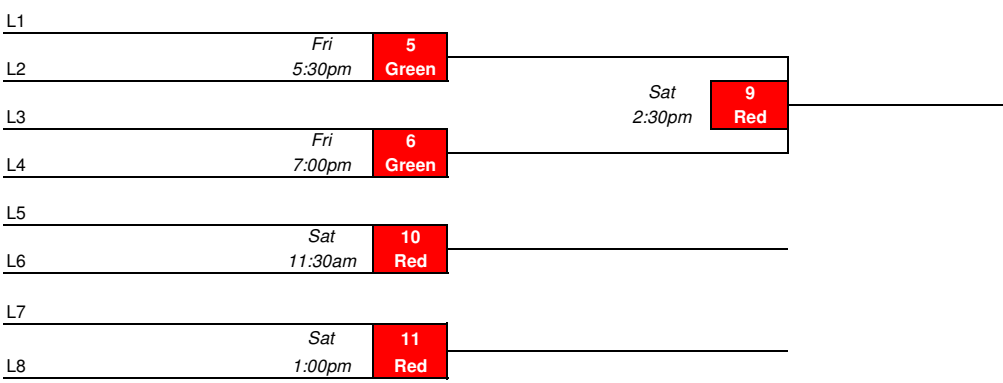 L1
Fri 5
L2 5:30pm Green
Sat 9
L3 2:30pm Red
Fri 6
L4 7:00pm Green
L5
Sat 10
L6 11:30am Red
L7
Sat 11
L8 1:00pm Red